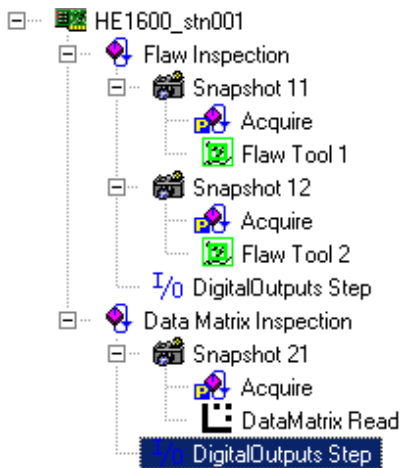 HE1600_stn001
Flaw Inspection
Snapshot 11
Acquire
Flaw Tool 1
Snapshot 12
Acquire
Flaw Tool 2
I/O DigitalOutputs Step
Data Matrix Inspection
Snapshot 21
Acquire
DataMatrix Read
I/O DigitalOutputs Step